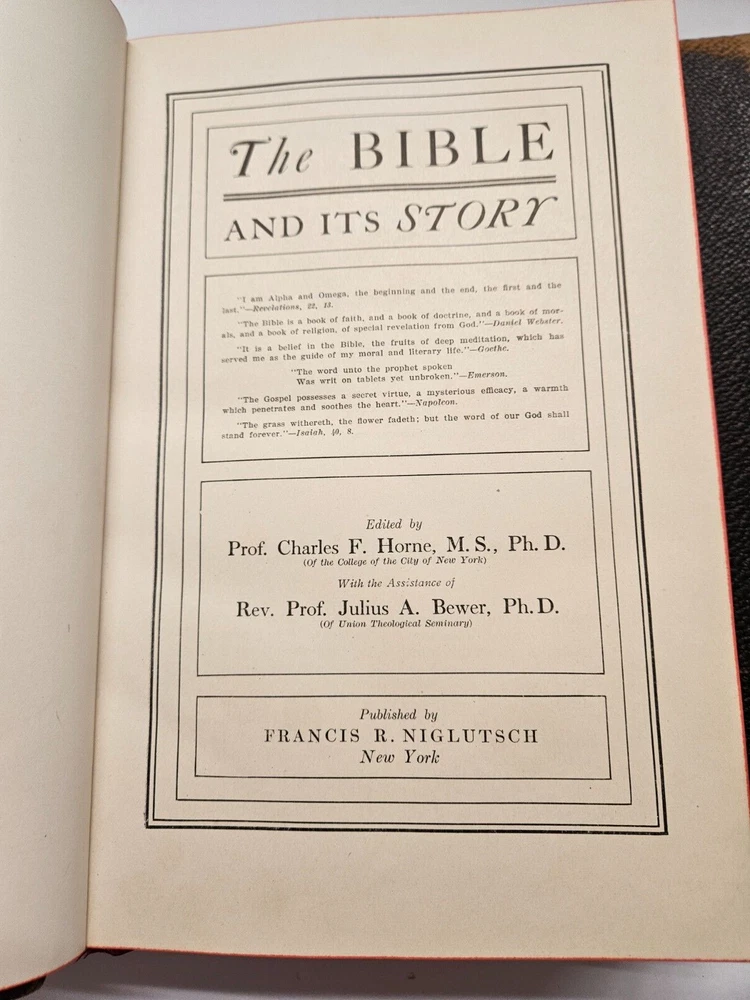 The BIBLE
AND ITS STORY
"I am Alpha and Omega, the beginning and the end, the first and the
last."—Revelations, 22, 13.
"The Bible is a book of faith, and a book of doctrine, and a book of mor-
als, and a book of religion, of special revelation from God."—Daniel Webster.
"It is a belief in the Bible, the fruits of deep meditation, which has
served me as the guide of my moral and literary life."—Goethe.
"The word unto the prophet spoken
Was writ on tablets yet unbroken."—Emerson.
"The Gospel possesses a secret virtue, a mysterious efficacy, a warmth
which penetrates and soothes the heart."—Napoleon.
"The grass withereth, the flower fadeth; but the word of our God shall
stand forever."—Isaiah, 40, 8.
Edited by
Prof. Charles F. Horne, M. S., Ph. D.
(Of the College of the City of New York)
With the Assistance of
Rev. Prof. Julius A. Bewer, Ph. D.
(Of Union Theological Seminary)
Published by
FRANCIS R. NIGLUTSCH
New York